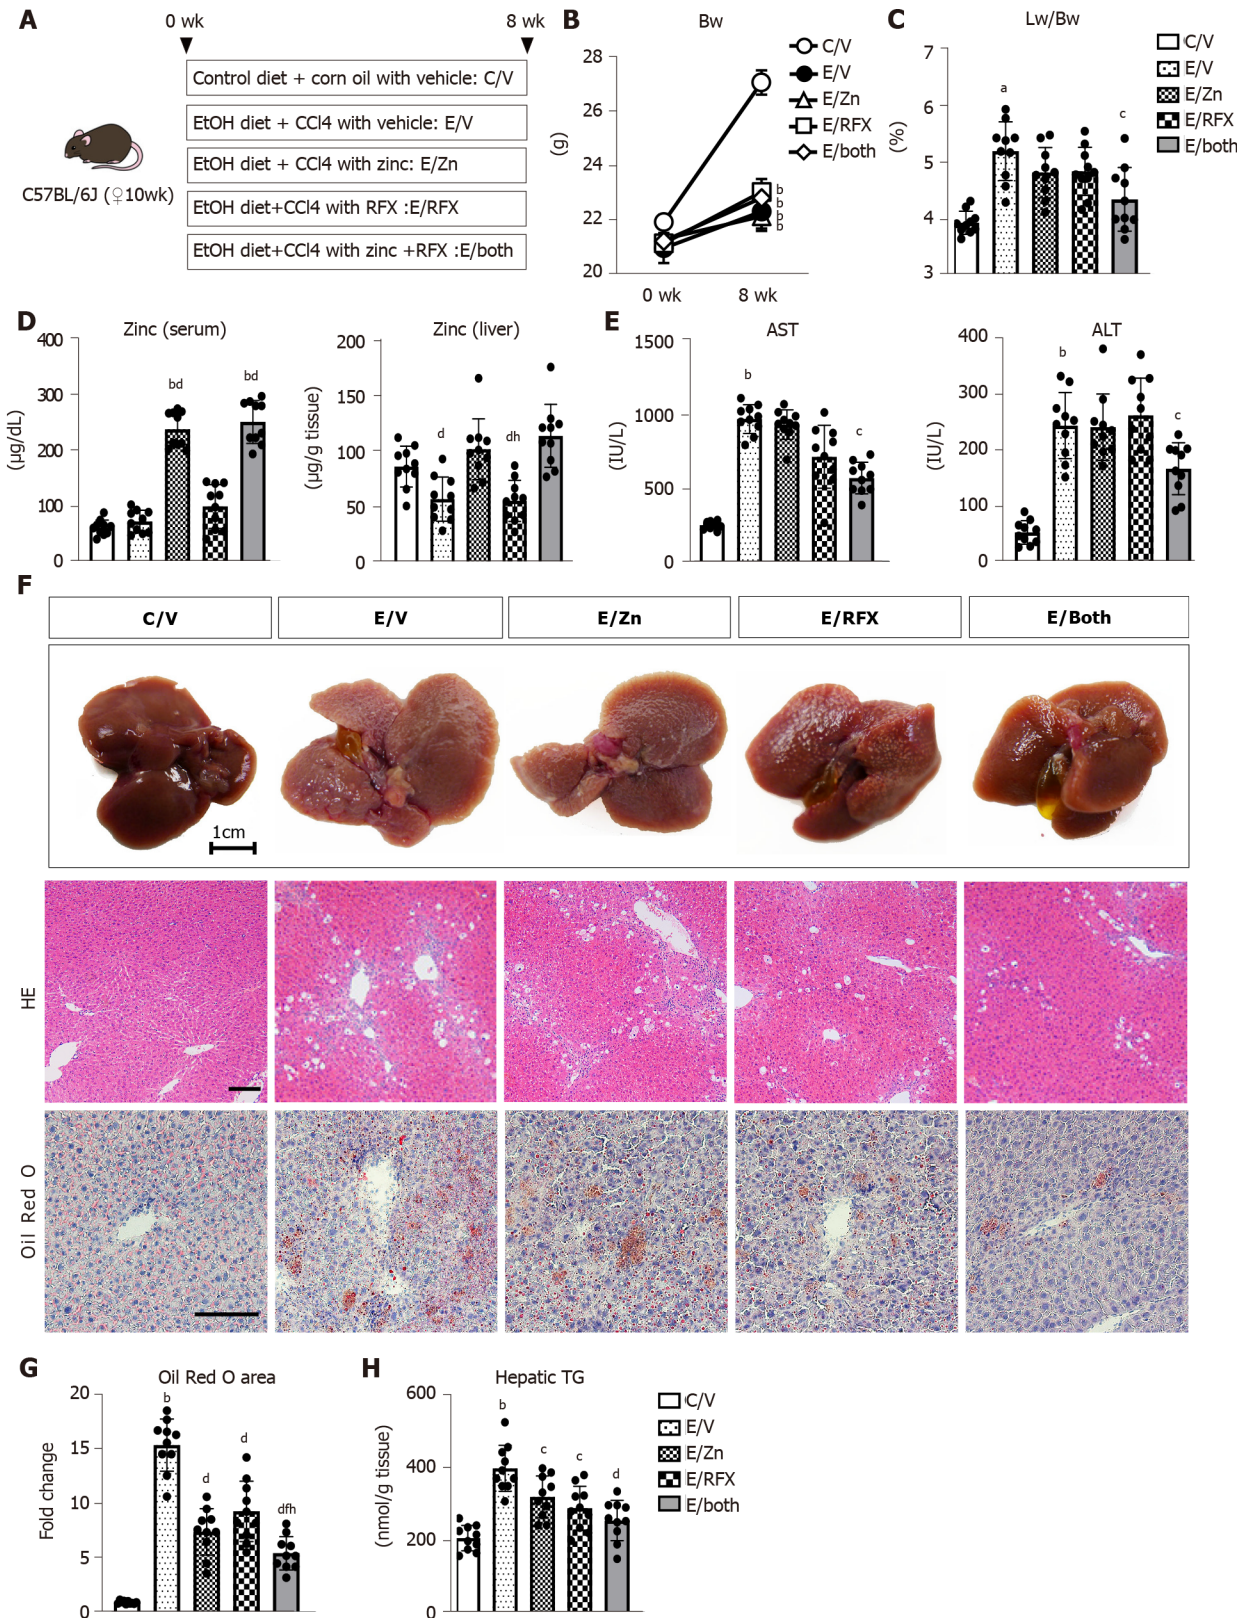 A
0 wk
8 wk
Control diet + corn oil with vehicle: C/V
EtOH diet + CCl4 with vehicle: E/V
EtOH diet + CCl4 with zinc: E/Zn
EtOH diet+CCl4 with RFX :E/RFX
EtOH diet+CCl4 with zinc +RFX :E/both
C57BL/6J (♀10wk)
B
Bw
(g)
28
26
24
22
20
0 wk
8 wk
b
b
b
b
C/V
E/V
E/Zn
E/RFX
E/both
C
Lw/Bw
(%)
7
6
5
4
3
a
c
C/V
E/V
E/Zn
E/RFX
E/both
D
Zinc (serum)
(µg/dL)
400
300
200
100
0
bd
bd
Zinc (liver)
(µg/g tissue)
200
150
100
50
0
d
dh
E
AST
(IU/L)
1500
1000
500
0
b
c
ALT
(IU/L)
400
300
200
100
0
b
c
F
C/V
E/V
E/Zn
E/RFX
E/Both
1cm
HE
Oil Red O
G
Oil Red O area
Fold change
20
15
10
5
0
b
d
d
dfh
H
Hepatic TG
(nmol/g tissue)
600
400
200
0
b
c
c
d
C/V
E/V
E/Zn
E/RFX
E/both